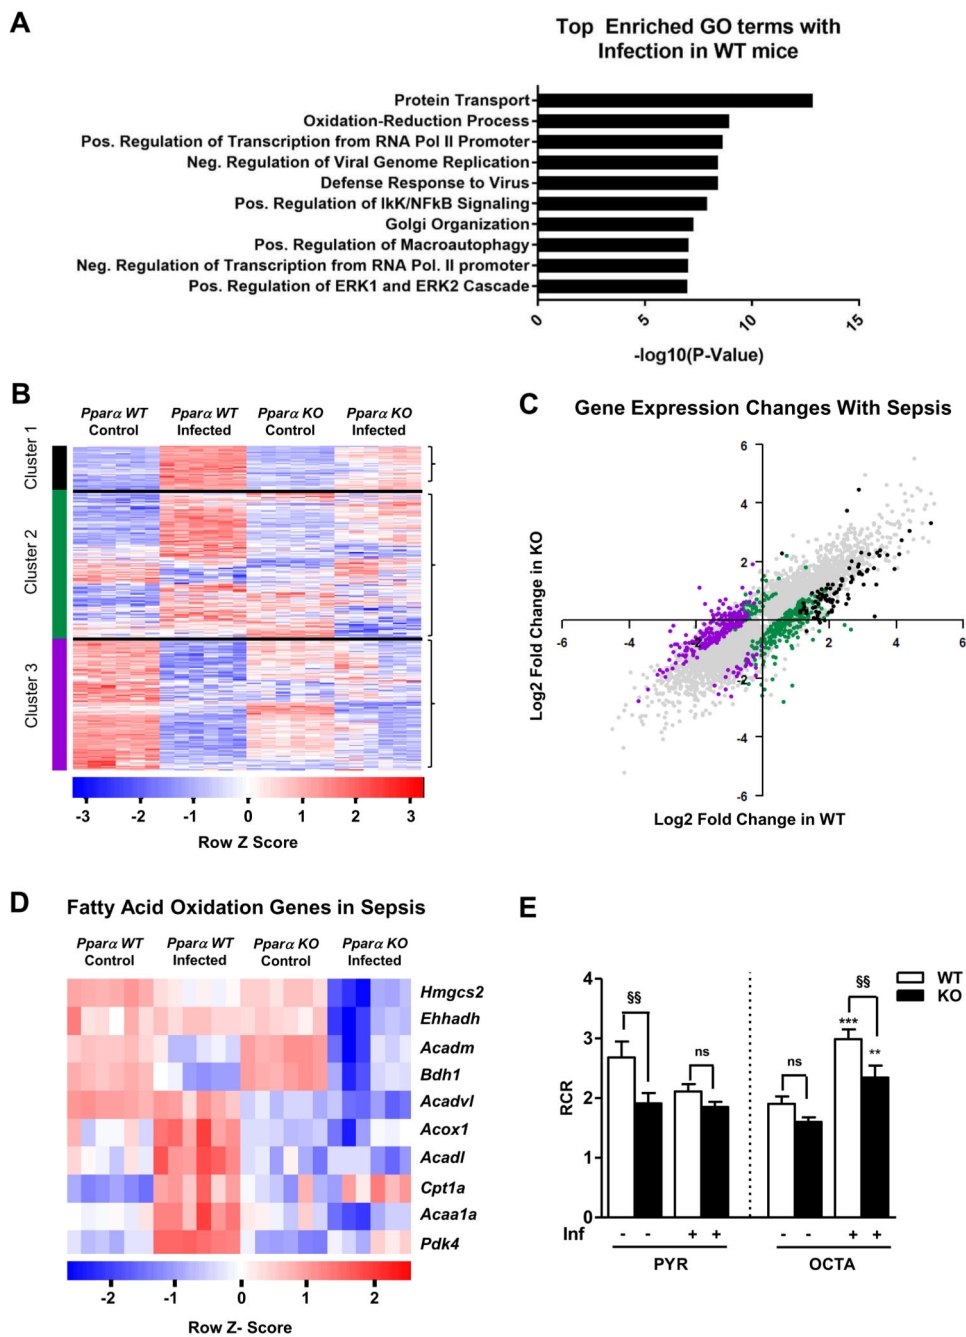 A
Top Enriched GO terms with
Infection in WT mice
Protein Transport
Oxidation-Reduction Process
Pos. Regulation of Transcription from RNA Pol II Promoter
Neg. Regulation of Viral Genome Replication
Defense Response to Virus
Pos. Regulation of IkK/NFkB Signaling
Golgi Organization
Pos. Regulation of Macroautophagy
Neg. Regulation of Transcription from RNA Pol. II promoter
Pos. Regulation of ERK1 and ERK2 Cascade
0 5 10 15
-log10(P-Value)
B
Pparα WT Pparα WT Pparα KO Pparα KO
Control Infected Control Infected
Cluster 1
Cluster 2
Cluster 3
-3 -2 -1 0 1 2 3
Row Z Score
C
Gene Expression Changes With Sepsis
Log2 Fold Change in KO
6
4
2
-6 -4 -2 0 2 4 6
-2
-4
-6
Log2 Fold Change in WT
D
Fatty Acid Oxidation Genes in Sepsis
Pparα WT Pparα WT Pparα KO Pparα KO
Control Infected Control Infected
Hmgcs2
Ehhadh
Acadm
Bdh1
Acadvl
Acox1
Acadl
Cpt1a
Acaa1a
Pdk4
-2 -1 0 1 2
Row Z- Score
E
WT
KO
RCR
4
3
2
1
0
§§ ns ns *** §§ **
Inf - - + + - - + +
PYR OCTA